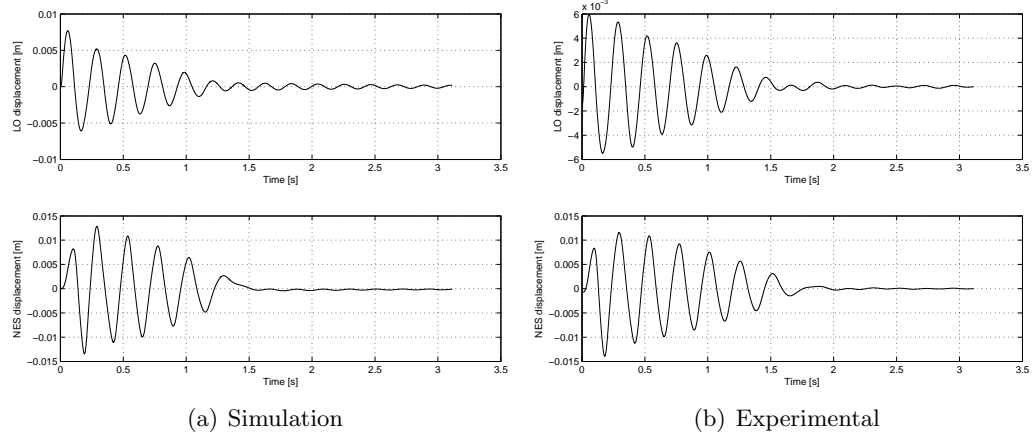 0.01
0.005
0
−0.005
−0.01
LO displacement [m]
0 0.5 1 1.5 2 2.5 3 3.5
Time [s]
0.015
0.01
0.005
0
−0.005
−0.01
−0.015
NES displacement [m]
0 0.5 1 1.5 2 2.5 3 3.5
Time [s]
(a) Simulation
x 10−3
6
4
2
0
−2
−4
−6
LO displacement [m]
0 0.5 1 1.5 2 2.5 3 3.5
Time [s]
0.015
0.01
0.005
0
−0.005
−0.01
−0.015
NES displacement [m]
0 0.5 1 1.5 2 2.5 3 3.5
Time [s]
(b) Experimental